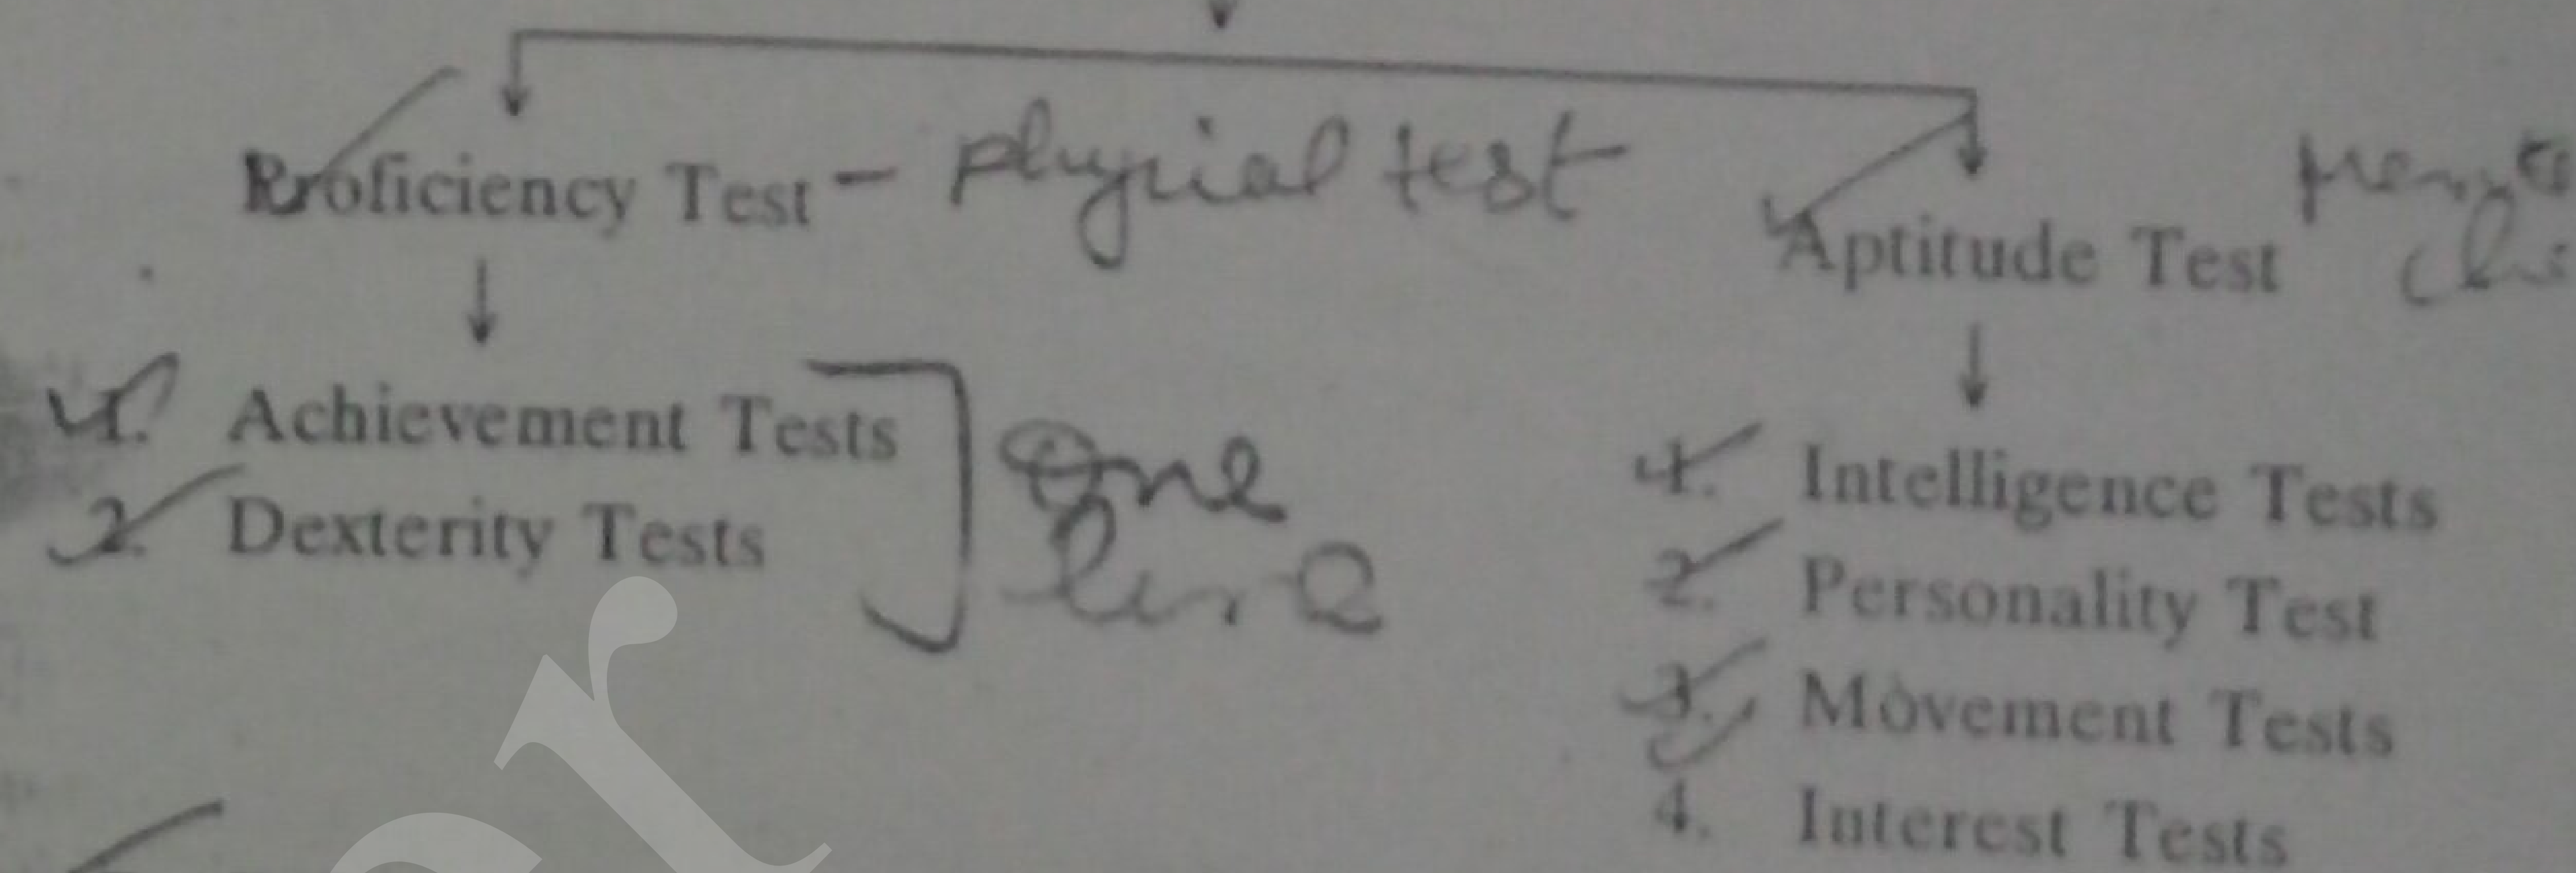 Proficiency Test - physical test
Aptitude Test
1. Achievement Tests
2. Dexterity Tests
One
line
1. Intelligence Tests
2. Personality Test
3. Movement Tests
4. Interest Tests